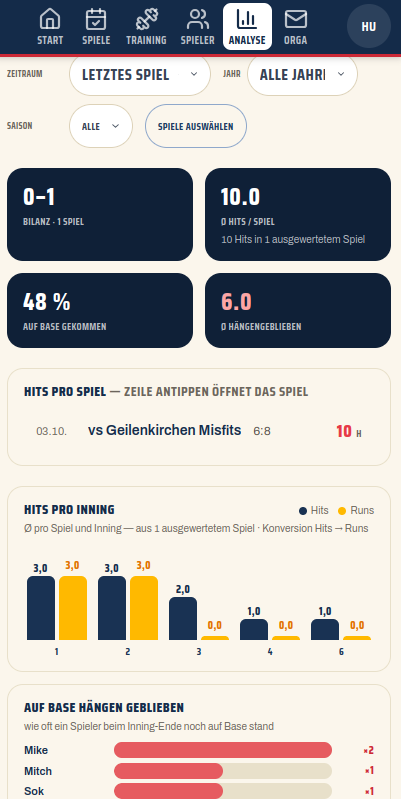 START SPIELE TRAINING SPIELER ANALYSE ORGA HU
ZEITRAUM LETZTES SPIEL JAHR ALLE JAHR
SAISON ALLE SPIELE AUSWÄHLEN
0–1
BILANZ · 1 SPIEL
10.0
Ø HITS / SPIEL
10 Hits in 1 ausgewertetem Spiel
48 %
AUF BASE GEKOMMEN
6.0
Ø HÄNGENGEBLIEBEN
HITS PRO SPIEL — ZEILE ANTIPPEN ÖFFNET DAS SPIEL
03.10. vs Geilenkirchen Misfits 6:8 10 H
HITS PRO INNING Hits Runs
Ø pro Spiel und Inning — aus 1 ausgewertetem Spiel · Konversion Hits → Runs
3,0 3,0 3,0 3,0 2,0 0,0 1,0 0,0 1,0 0,0
1 2 3 4 6
AUF BASE HÄNGEN GEBLIEBEN
wie oft ein Spieler beim Inning-Ende noch auf Base stand
Mike ×2
Mitch ×1
Sok ×1